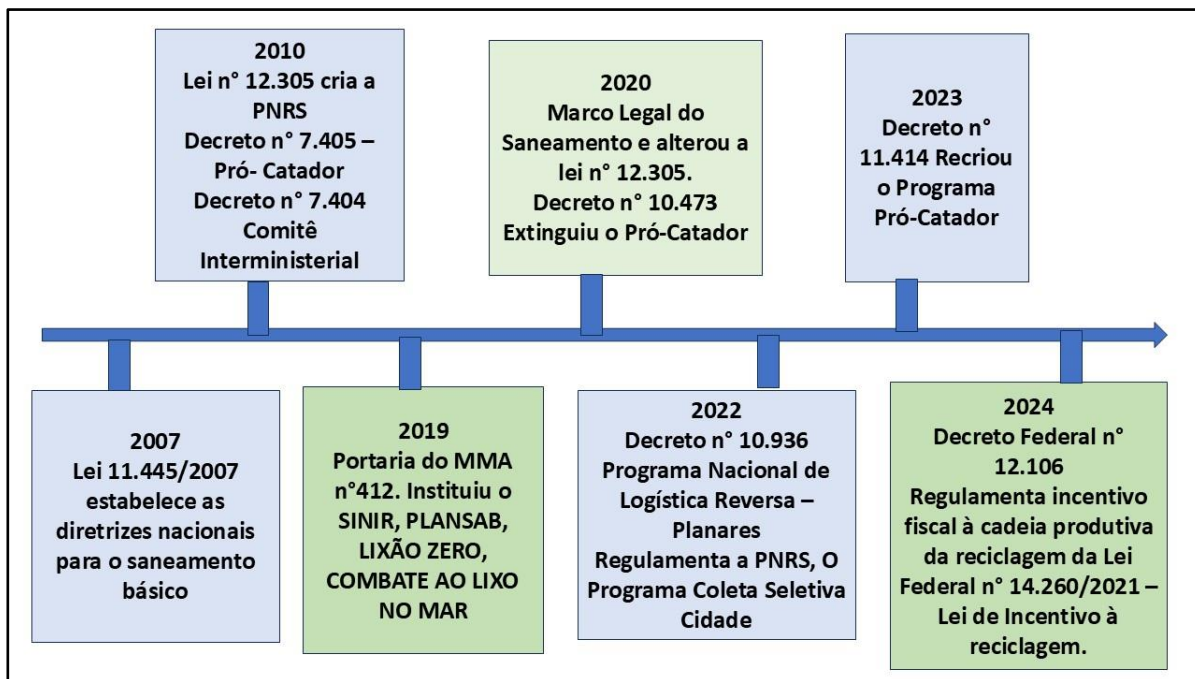 2010
Lei n° 12.305 cria a
PNRS
Decreto n° 7.405 –
Pró- Catador
Decreto n° 7.404
Comitê
Interministerial
2020
Marco Legal do
Saneamento e alterou a
lei n° 12.305.
Decreto n° 10.473
Extinguiu o Pró-Catador
2023
Decreto n°
11.414 Recriou
o Programa
Pró-Catador
2007
Lei 11.445/2007
estabelece as
diretrizes nacionais
para o saneamento
básico
2019
Portaria do MMA
n°412. Instituiu o
SINIR, PLANSAB,
LIXÃO ZERO,
COMBATE AO LIXO
NO MAR
2022
Decreto n° 10.936
Programa Nacional de
Logística Reversa –
Planares
Regulamenta a PNRS, O
Programa Coleta Seletiva
Cidade
2024
Decreto Federal n°
12.106
Regulamenta incentivo
fiscal à cadeia produtiva
da reciclagem da Lei
Federal n° 14.260/2021 –
Lei de Incentivo à
reciclagem.